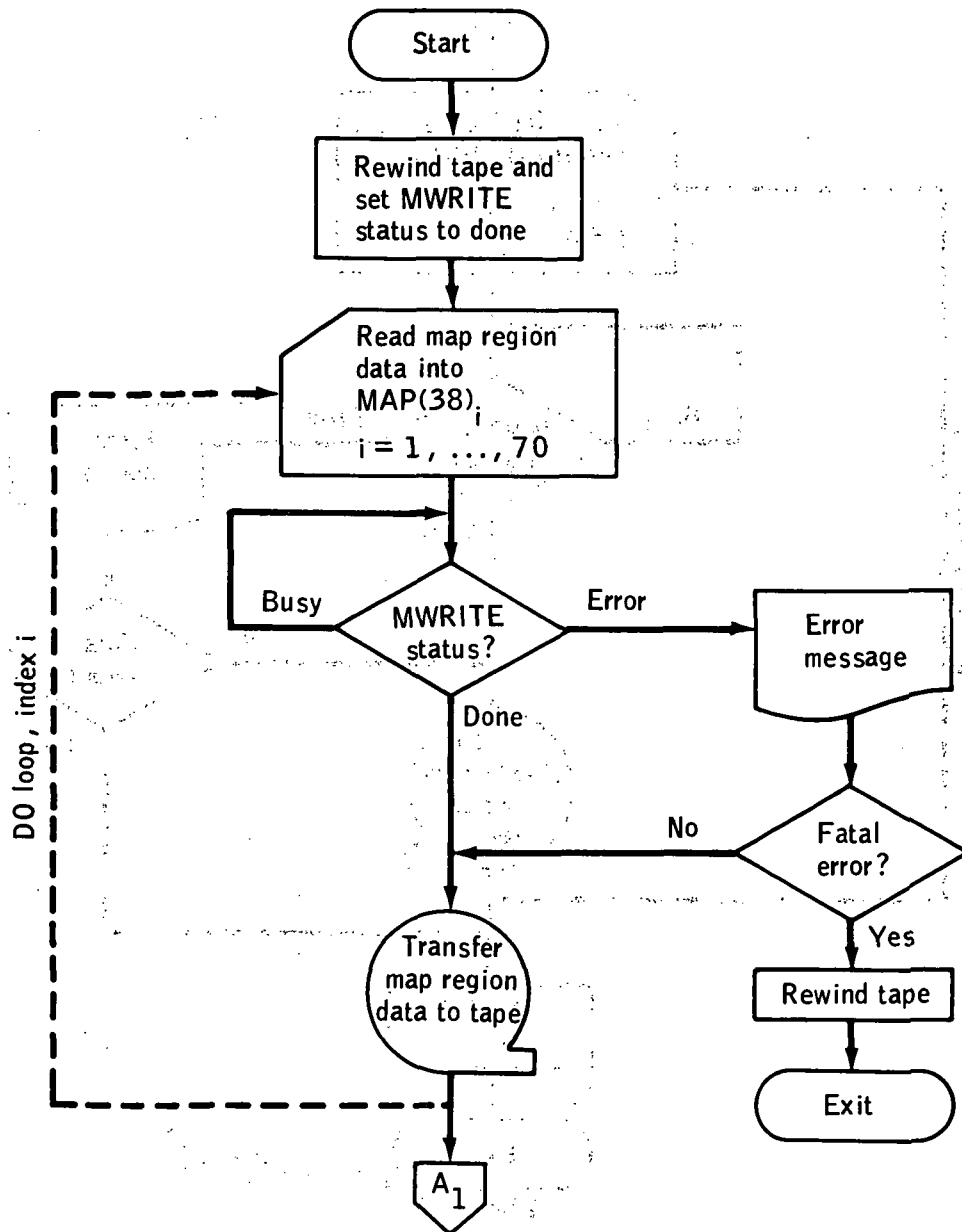 Start
Rewind tape and
set MWRITE
status to done
Read map region
data into
MAP(38)i
i = 1 , ..., 70
DO loop, index i
Busy
MWRITE
status?
Error
Error
message
Done
No
Fatal
error?
Yes
Transfer
map region
data to tape
Rewind tape
Exit
A1